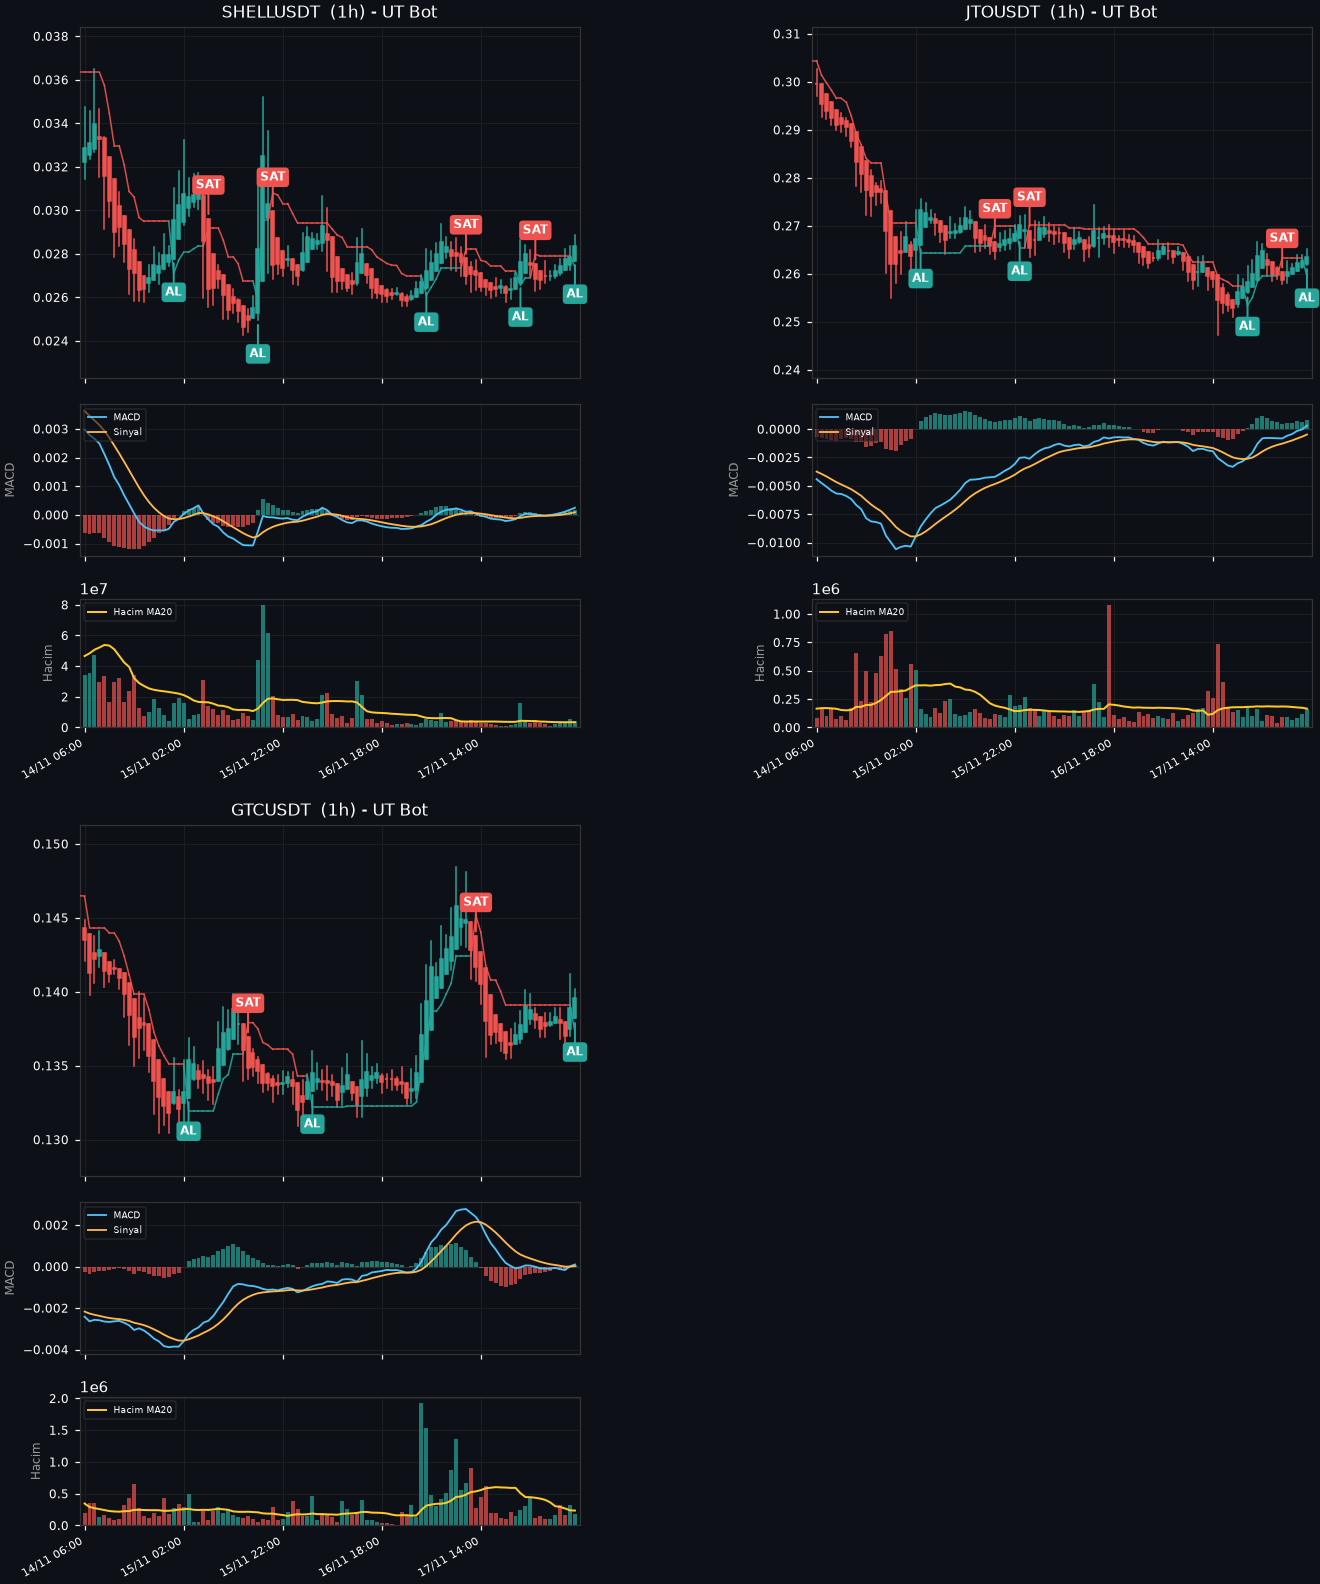 SHELLUSDT  (1h) - UT Bot
0.038
0.036
0.034
0.032
0.030
0.028
0.026
0.024
SAT
SAT
SAT
SAT
AL
AL
AL
AL
AL
MACD
MACD
Sinyal
0.003
0.002
0.001
0.000
−0.001
1e7
Hacim
Hacim MA20
8
6
4
2
0
14/11 06:00
15/11 02:00
15/11 22:00
16/11 18:00
17/11 14:00
JTOUSDT  (1h) - UT Bot
0.31
0.30
0.29
0.28
0.27
0.26
0.25
0.24
SAT
SAT
SAT
AL
AL
AL
AL
MACD
MACD
Sinyal
0.0000
−0.0025
−0.0050
−0.0075
−0.0100
1e6
Hacim
Hacim MA20
1.00
0.75
0.50
0.25
0.00
14/11 06:00
15/11 02:00
15/11 22:00
16/11 18:00
17/11 14:00
GTCUSDT  (1h) - UT Bot
0.150
0.145
0.140
0.135
0.130
SAT
SAT
AL
AL
AL
MACD
MACD
Sinyal
0.002
0.000
−0.002
−0.004
1e6
Hacim
Hacim MA20
2.0
1.5
1.0
0.5
0.0
14/11 06:00
15/11 02:00
15/11 22:00
16/11 18:00
17/11 14:00